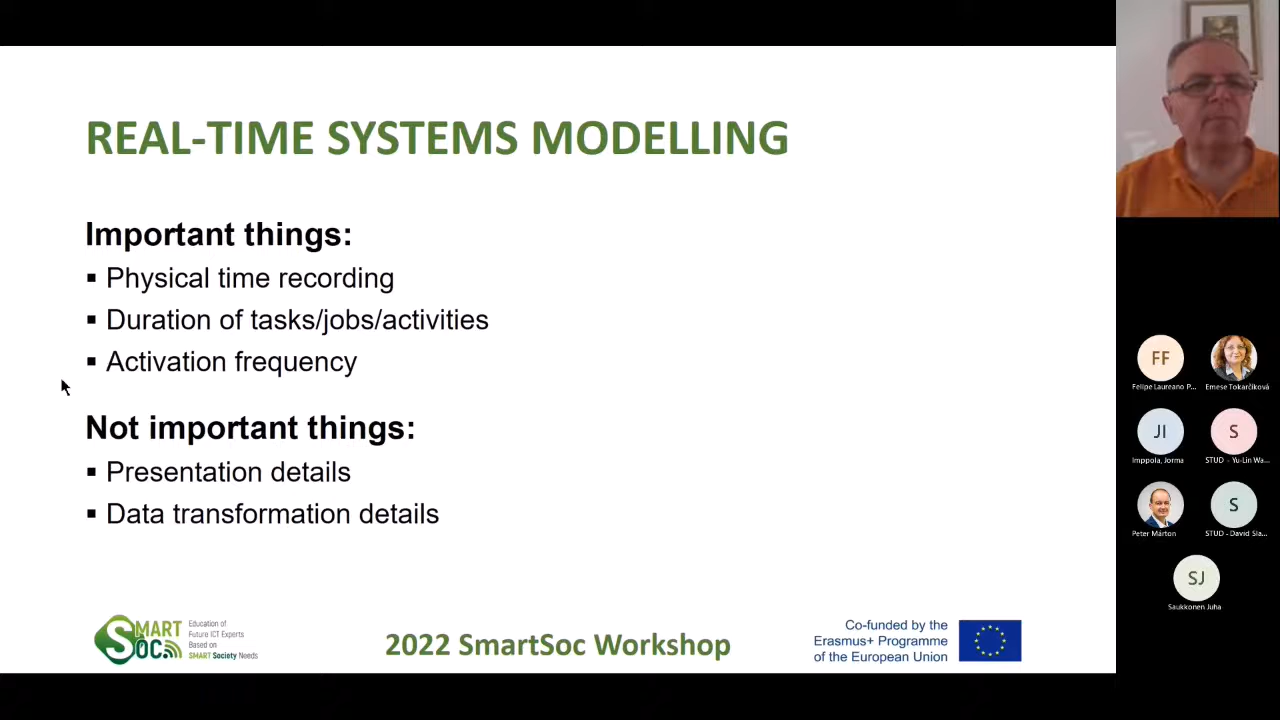 REAL-TIME SYSTEMS MODELLING
Important things:
▪ Physical time recording
▪ Duration of tasks/jobs/activities
▪ Activation frequency
Not important things:
▪ Presentation details
▪ Data transformation details
SMART
SOC
Education of
Future ICT Experts
Based on
SMART Society Needs
2022 SmartSoc Workshop
Co-funded by the
Erasmus+ Programme
of the European Union
FF
Felipe Laureano P...
Emese Tokarčíková
JI
Imppola, Jorma
S
STUD - Yu-Lin Wa...
Peter Márton
S
STUD - David Sla...
SJ
Saukkonen Juha